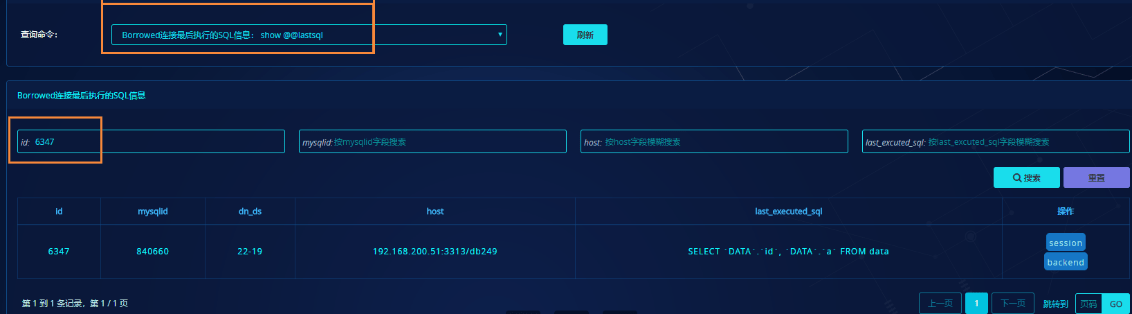 查询命令: Borrowed连接最后执行的SQL信息: show @@lastsql 刷新
Borrowed连接最后执行的SQL信息
id: 6347 mysqlid: 按mysqlid字段搜索 host: 按host字段模糊搜索 last_excuted_sql: 按last_excuted_sql字段模糊搜索
搜索 重置
id mysqlid dn_ds host last_executed_sql 操作
6347 840660 22-19 192.168.200.51:3313/db249 SELECT `DATA`.`id`, `DATA`.`a` FROM data session
backend
第 1 到 1 条记录，第 1 / 1 页 上一页 1 下一页 跳转到 页码 GO